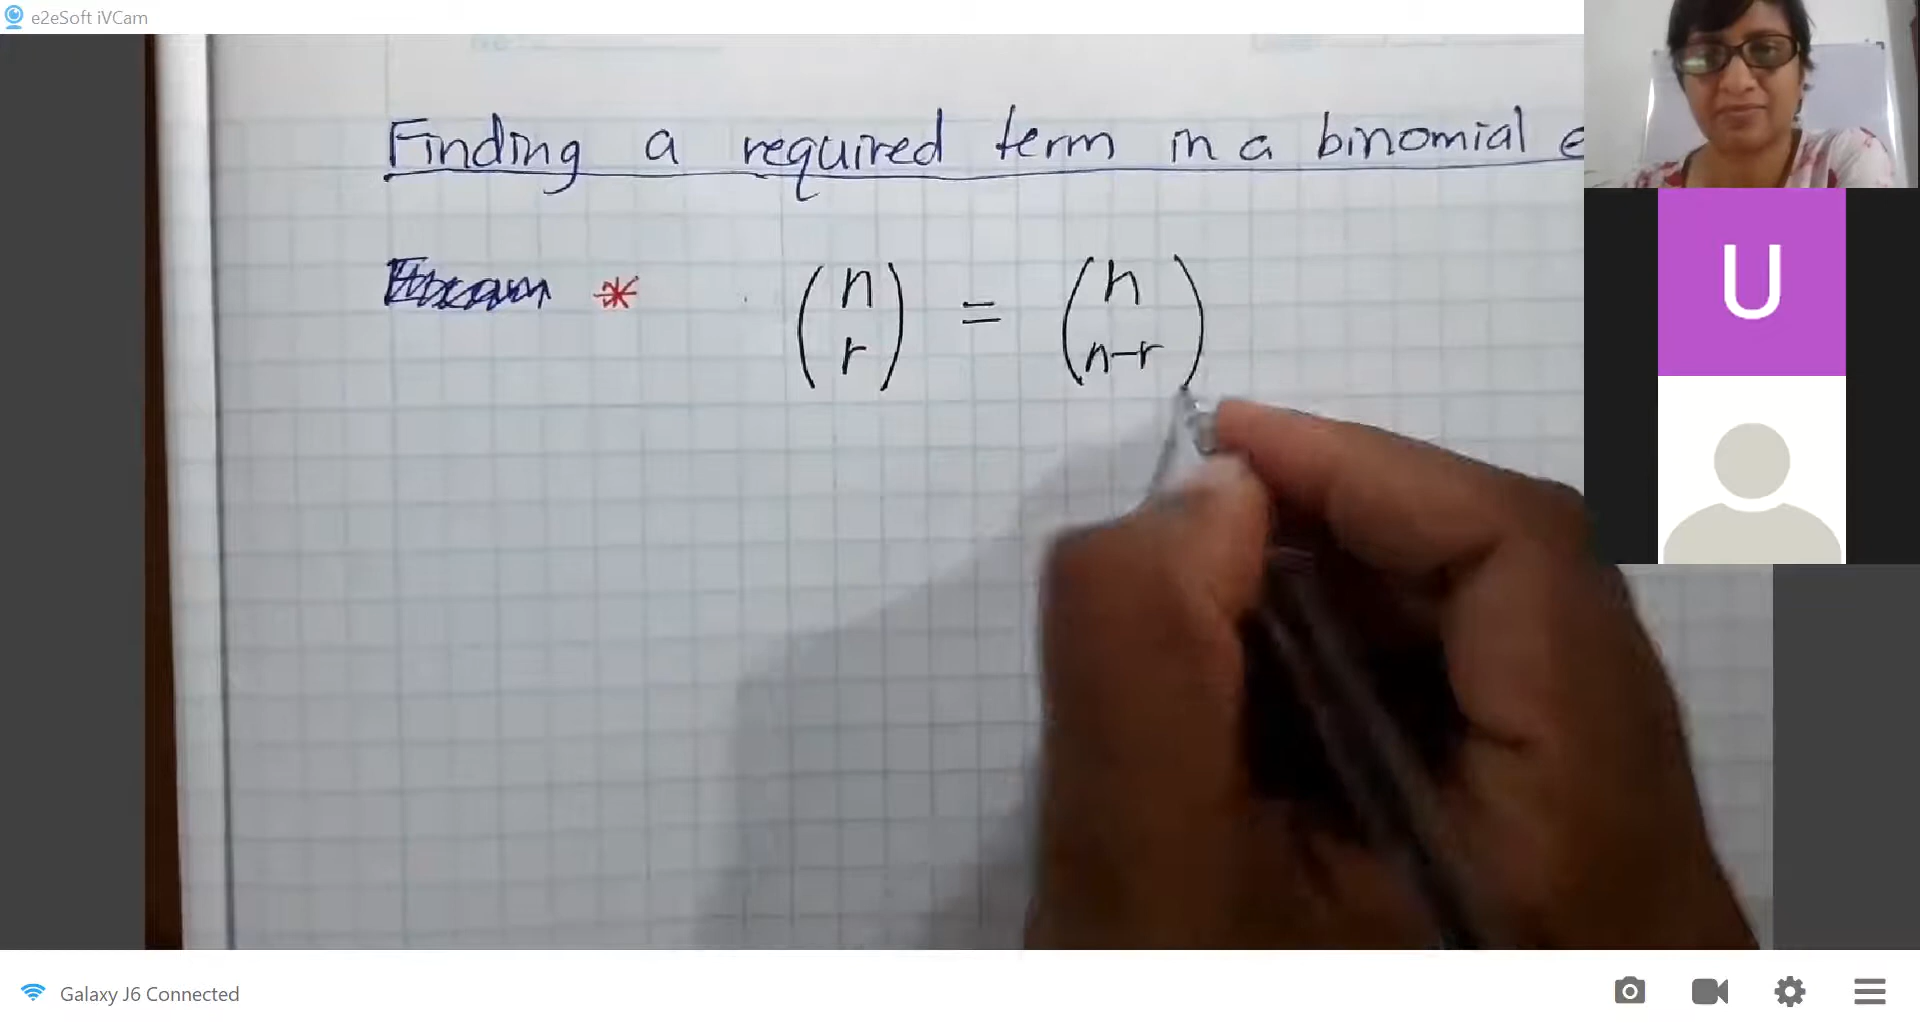 e2eSoft iVCam
Finding a required term in a binomial e
* (n r) = (n n-r)
U
Galaxy J6 Connected